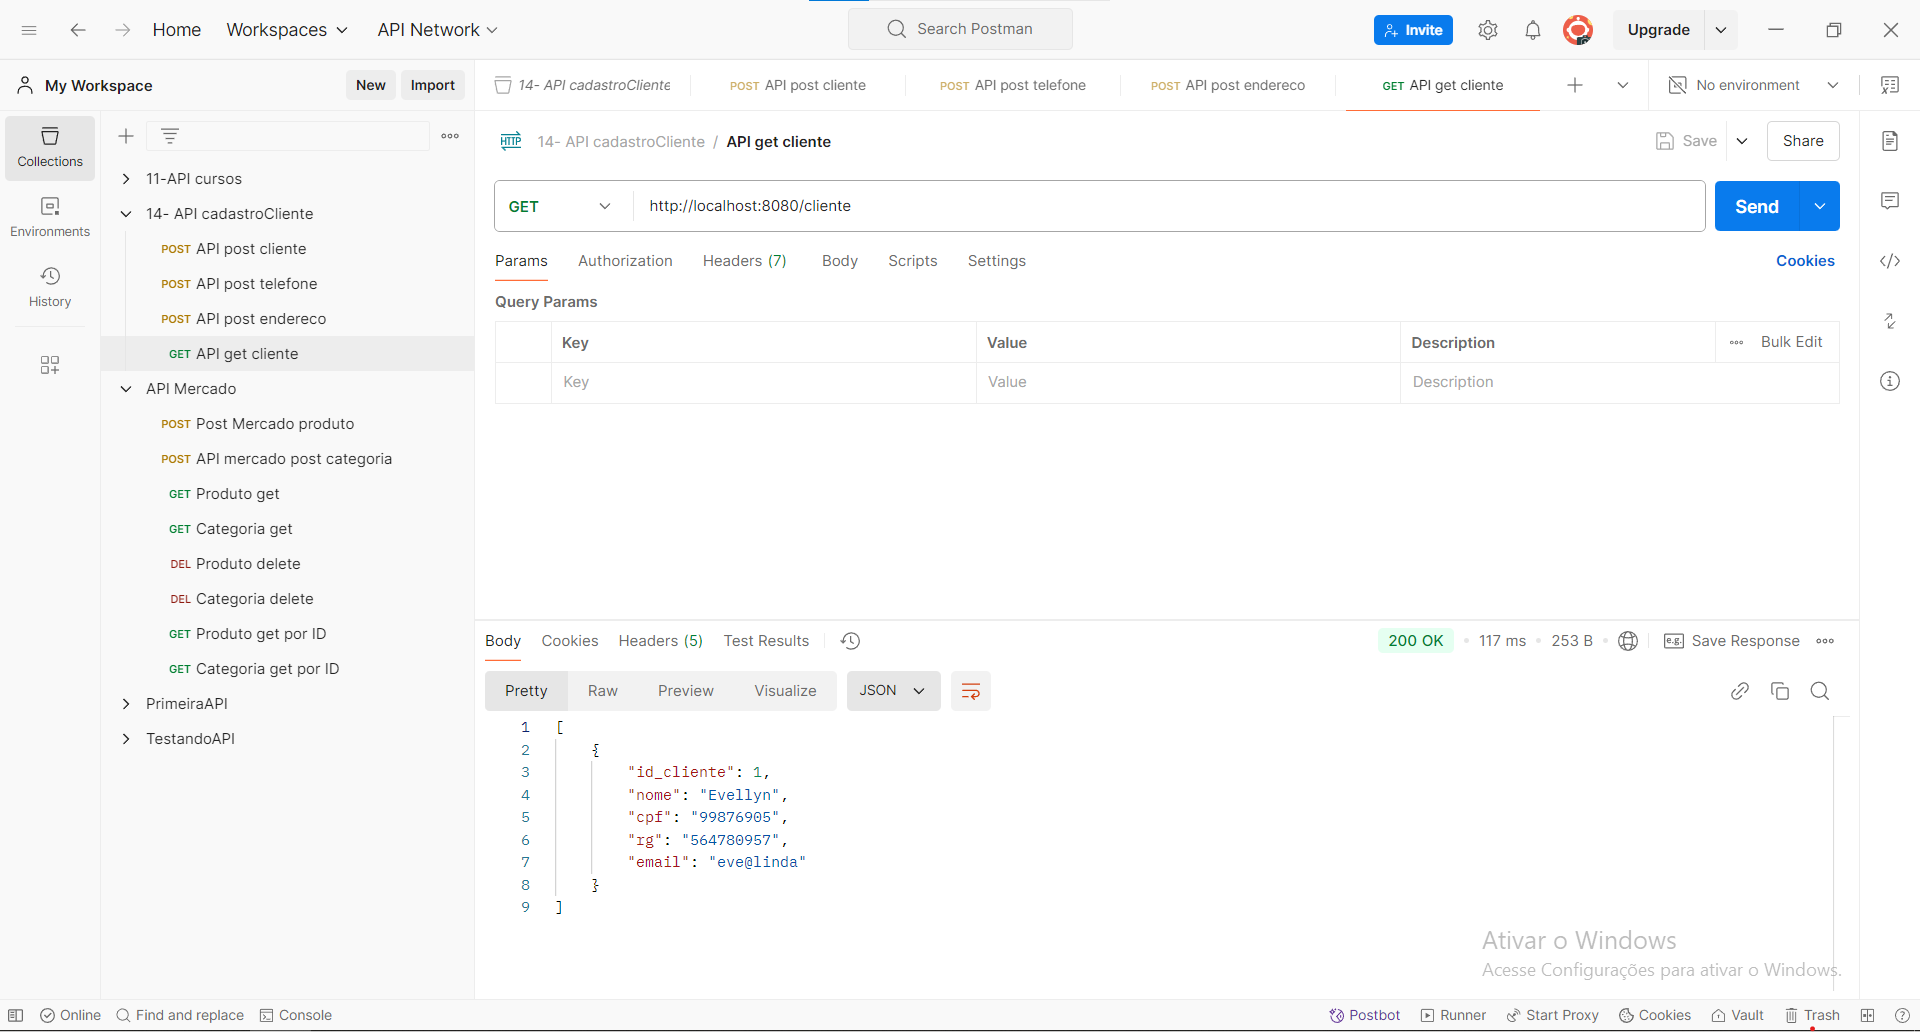 Home Workspaces API Network Search Postman Invite Upgrade
My Workspace New Import 14- API cadastroCliente POST API post cliente POST API post telefone POST API post endereco GET API get cliente No environment
HTTP 14- API cadastroCliente / API get cliente Save Share
Collections
Environments
History
11-API cursos
14- API cadastroCliente
POST API post cliente
POST API post telefone
POST API post endereco
GET API get cliente
API Mercado
POST Post Mercado produto
POST API mercado post categoria
GET Produto get
GET Categoria get
DEL Produto delete
DEL Categoria delete
GET Produto get por ID
GET Categoria get por ID
PrimeiraAPI
TestandoAPI
GET http://localhost:8080/cliente Send
Params Authorization Headers (7) Body Scripts Settings Cookies
Query Params
Key Value Description Bulk Edit
Key Value Description
Body Cookies Headers (5) Test Results 200 OK 117 ms 253 B e.g. Save Response
Pretty Raw Preview Visualize JSON
1 [
2 {
3 "id_cliente": 1,
4 "nome": "Evellyn",
5 "cpf": "99876905",
6 "rg": "564780957",
7 "email": "eve@linda"
8 }
9 ]
Ativar o Windows
Acesse Configurações para ativar o Windows.
Online Find and replace Console Postbot Runner Start Proxy Cookies Vault Trash